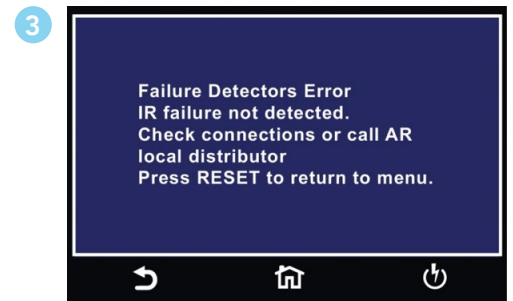 3
Failure Detectors Error
IR failure not detected.
Check connections or call AR
local distributor
Press RESET to return to menu.